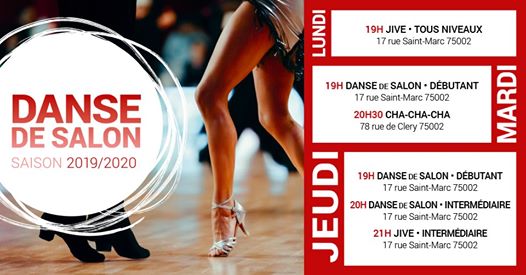 DANSE
DE SALON
SAISON 2019/2020
LUNDI
19H JIVE • TOUS NIVEAUX
17 rue Saint-Marc 75002
MARDI
19H DANSE DE SALON • DÉBUTANT
17 rue Saint-Marc 75002
20H30 CHA-CHA-CHA
78 rue de Clery 75002
JEUDI
19H DANSE DE SALON • DÉBUTANT
17 rue Saint-Marc 75002
20H DANSE DE SALON • INTERMÉDIAIRE
17 rue Saint-Marc 75002
21H JIVE • INTERMÉDIAIRE
17 rue Saint-Marc 75002